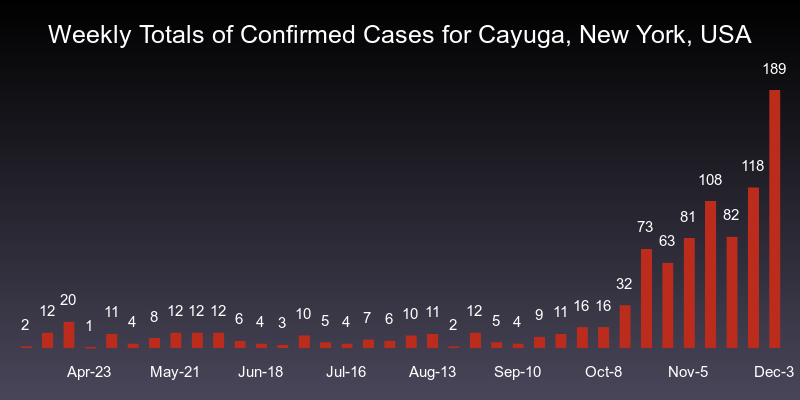 Weekly Totals of Confirmed Cases for Cayuga, New York, USA
2 12 20 1 11 4 8 12 12 12 6 4 3 10 5 4 7 6 10 11 2 12 5 4 9 11 16 16 32 73 63 81 108 82 118 189
Apr-23 May-21 Jun-18 Jul-16 Aug-13 Sep-10 Oct-8 Nov-5 Dec-3